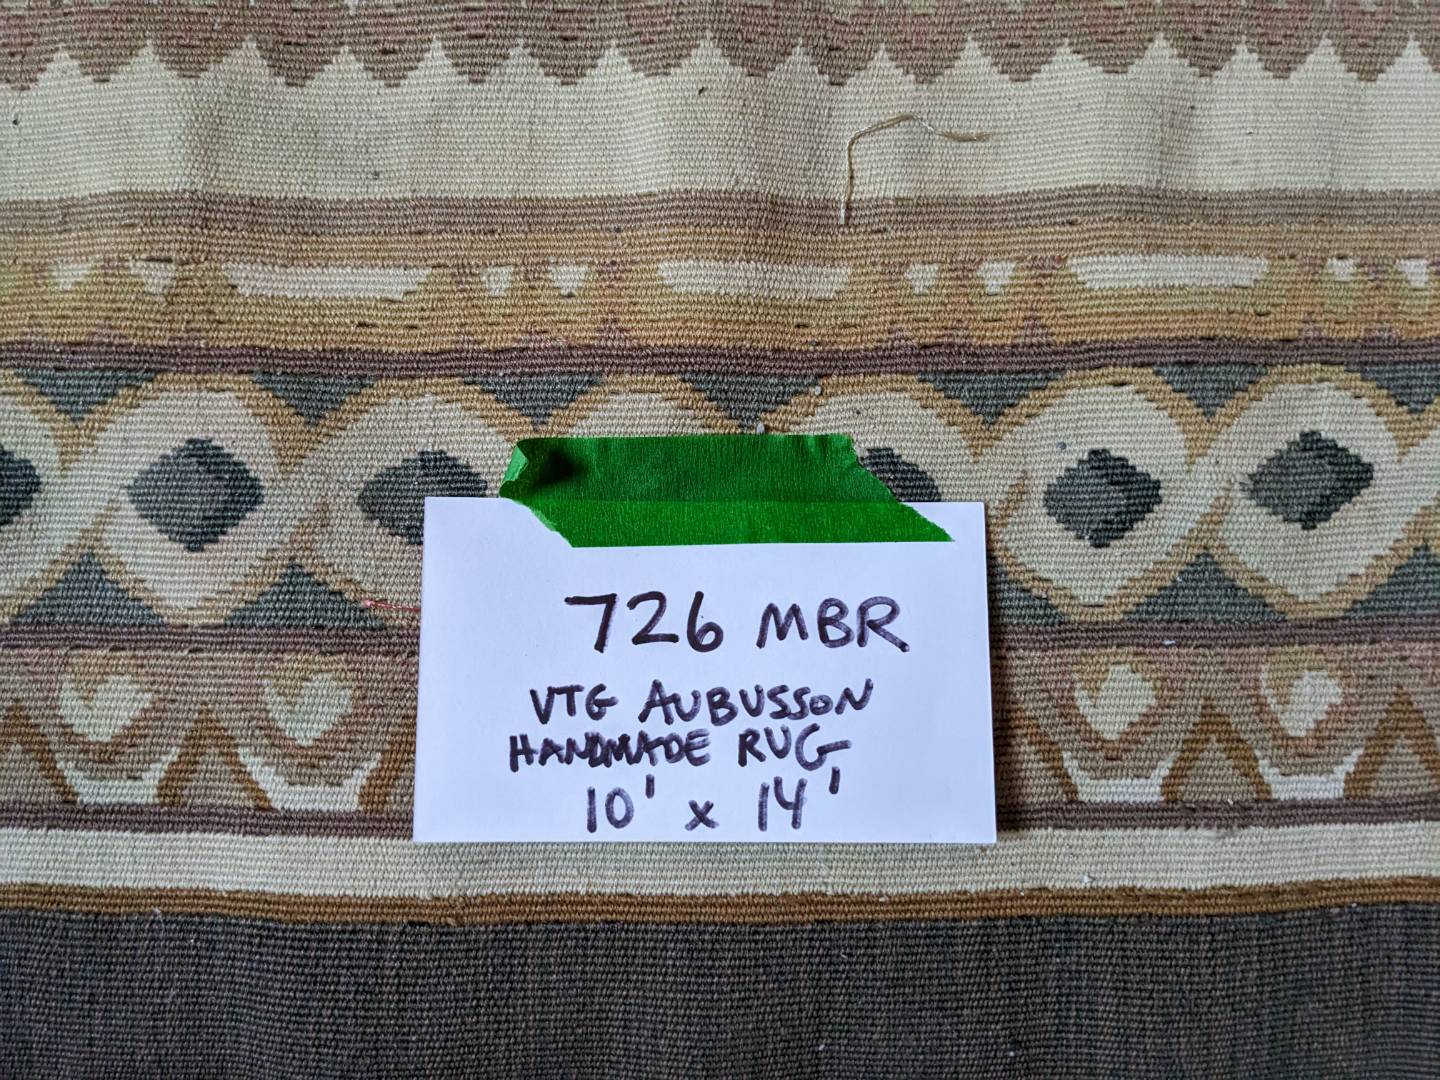 726 MBR
VTG AUBUSSON
HANDMADE RUG
10' x 14'